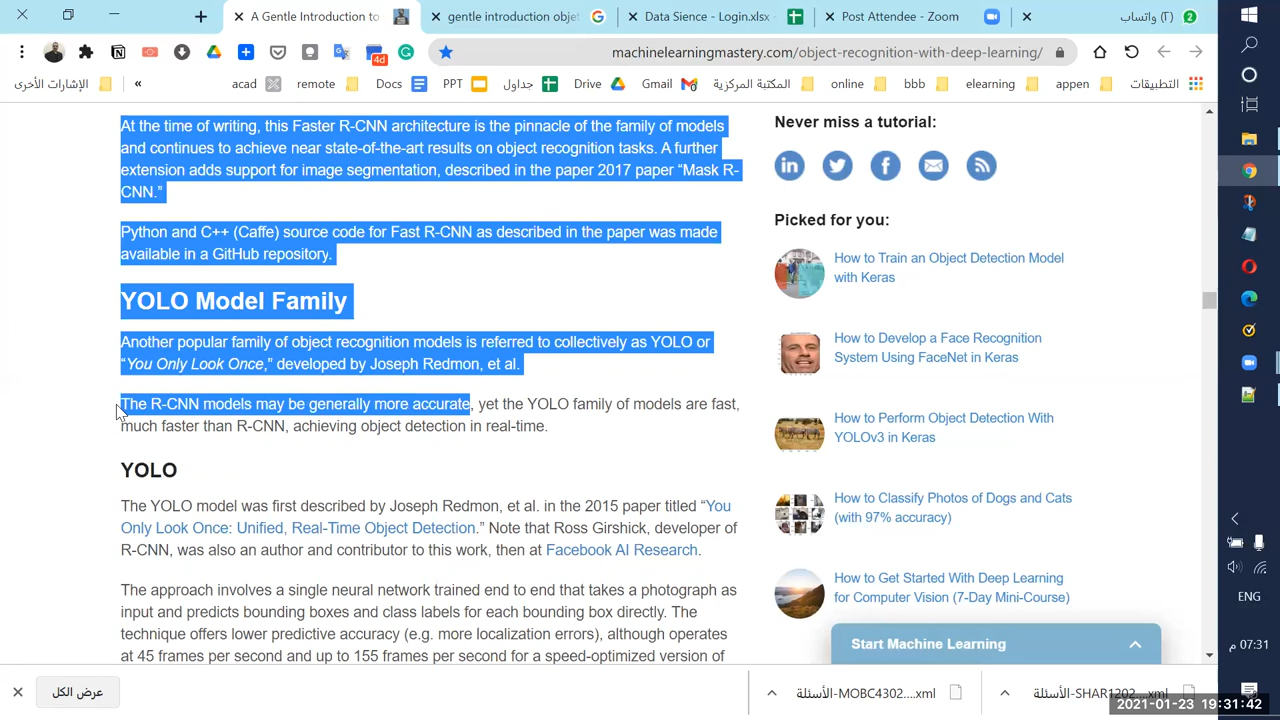 A Gentle Introduction to
gentle introduction obje
Data Sience - Login.xlsx
Post Attendee - Zoom
(٢) واتساب
2
4d
machinelearningmastery.com/object-recognition-with-deep-learning/
الإشارات الأخرى
«
acad
remote
Docs
PPT
جداول
Drive
Gmail
المكتبة المركزية
online
bbb
elearning
appen
التطبيقات
At the time of writing, this Faster R-CNN architecture is the pinnacle of the family of models
and continues to achieve near state-of-the-art results on object recognition tasks. A further
extension adds support for image segmentation, described in the paper 2017 paper “Mask R-
CNN.”
Python and C++ (Caffe) source code for Fast R-CNN as described in the paper was made
available in a GitHub repository.
YOLO Model Family
Another popular family of object recognition models is referred to collectively as YOLO or
“You Only Look Once,” developed by Joseph Redmon, et al.
The R-CNN models may be generally more accurate, yet the YOLO family of models are fast,
much faster than R-CNN, achieving object detection in real-time.
YOLO
The YOLO model was first described by Joseph Redmon, et al. in the 2015 paper titled “You
Only Look Once: Unified, Real-Time Object Detection.” Note that Ross Girshick, developer of
R-CNN, was also an author and contributor to this work, then at Facebook AI Research.
The approach involves a single neural network trained end to end that takes a photograph as
input and predicts bounding boxes and class labels for each bounding box directly. The
technique offers lower predictive accuracy (e.g. more localization errors), although operates
at 45 frames per second and up to 155 frames per second for a speed-optimized version of
Never miss a tutorial:
Picked for you:
How to Train an Object Detection Model
with Keras
How to Develop a Face Recognition
System Using FaceNet in Keras
How to Perform Object Detection With
YOLOv3 in Keras
How to Classify Photos of Dogs and Cats
(with 97% accuracy)
How to Get Started With Deep Learning
for Computer Vision (7-Day Mini-Course)
Start Machine Learning
ENG
07:31 م
عرض الكل
الأسئلة-MOBC4302....xml
الأسئلة-SHAR1202....xml
2021-01-23 19:31:42